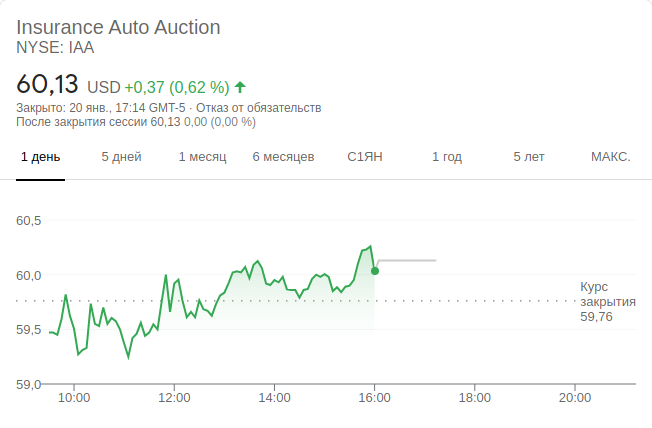 Insurance Auto Auction
NYSE: IAA
60,13 USD +0,37 (0,62 %)
Закрыто: 20 янв., 17:14 GMT-5 · Отказ от обязательств
После закрытия сессии 60,13 0,00 (0,00 %)
1 день 5 дней 1 месяц 6 месяцев С1ЯН 1 год 5 лет МАКС.
60,5
60,0
Курс
закрытия
59,76
59,5
59,0
10:00 12:00 14:00 16:00 18:00 20:00